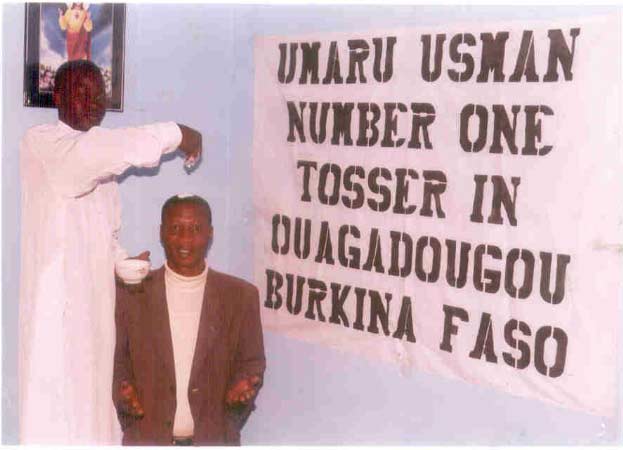 UMARU USMAN
NUMBER ONE
TOSSER IN
OUAGADOUGOU
BURKINA FASO